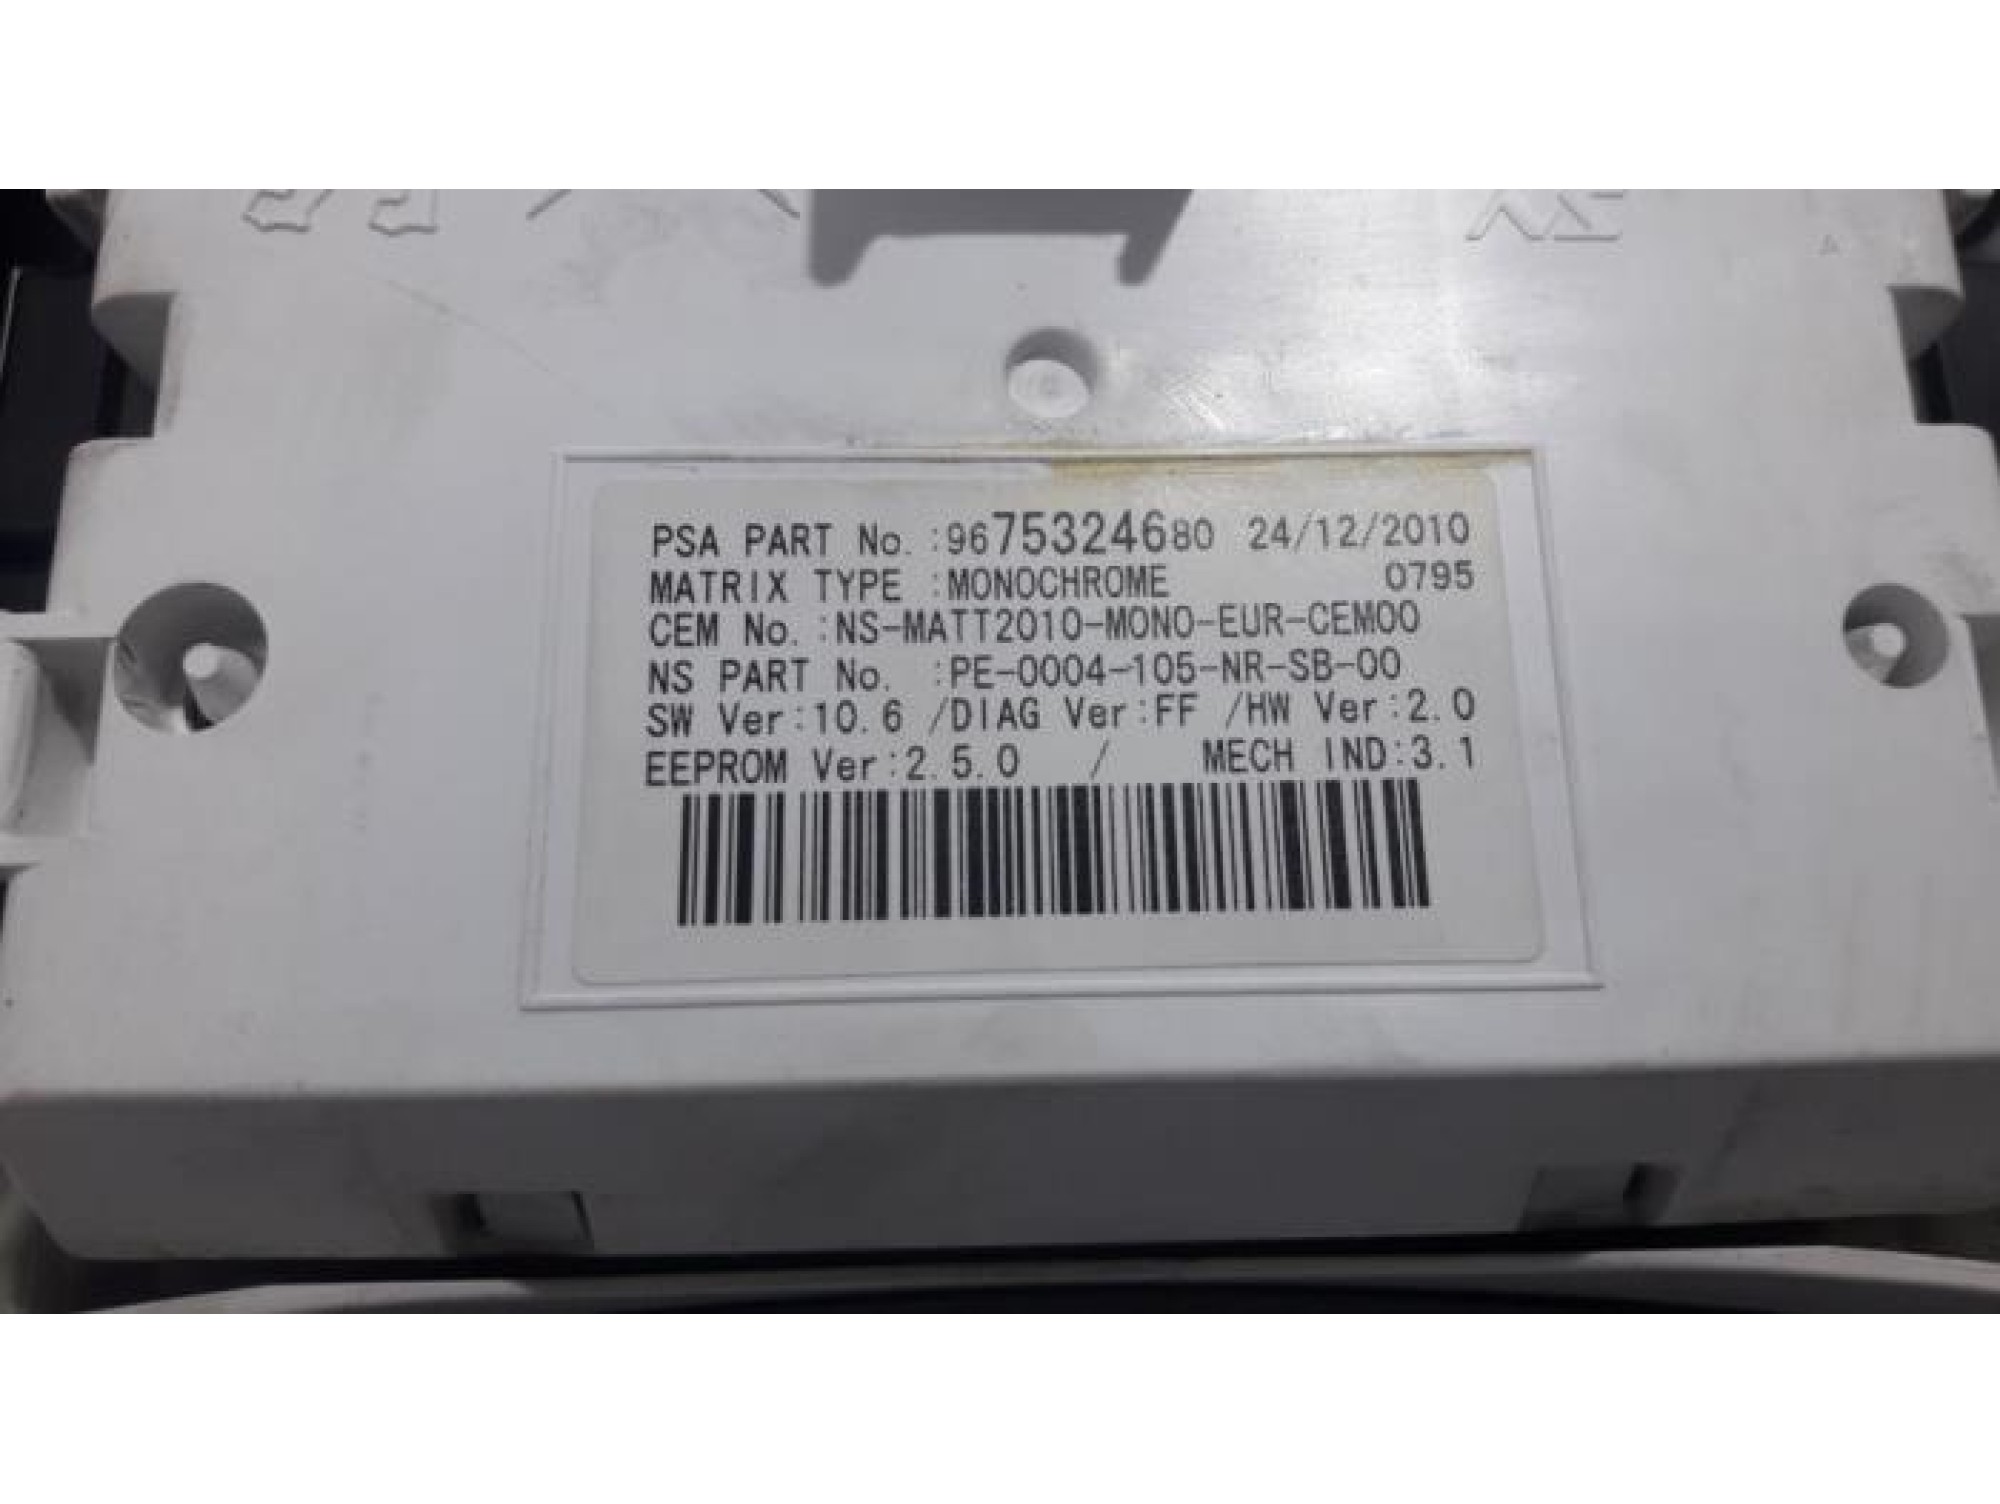 PSA PART No. :9675324680 24/12/2010
MATRIX TYPE :MONOCHROME 0795
CEM No. :NS-MATT2010-MONO-EUR-CEM00
NS PART No. :PE-0004-105-NR-SB-00
SW Ver:10.6 /DIAG Ver:FF /HW Ver:2.0
EEPROM Ver:2.5.0 / MECH IND:3.1